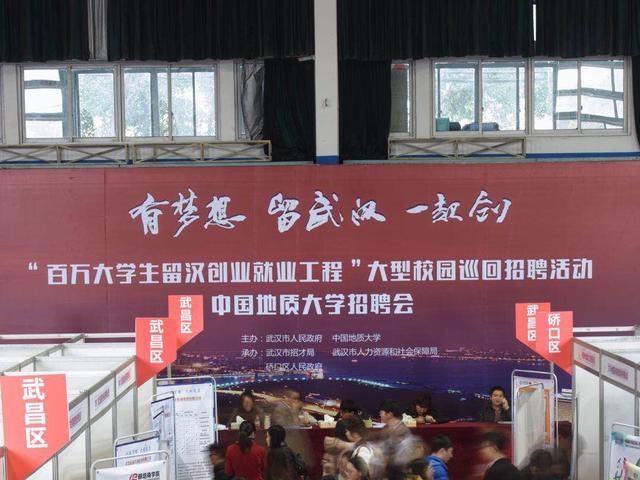 有梦想 留武汉 一起创
“百万大学生留汉创业就业工程”大型校园巡回招聘活动
中国地质大学招聘会
主办：武汉市人民政府 中国地质大学
承办：武汉市招才局 武汉市人力资源和社会保障局
硚口区人民政府
武昌区
武昌区
武昌区
武昌区
硚口区